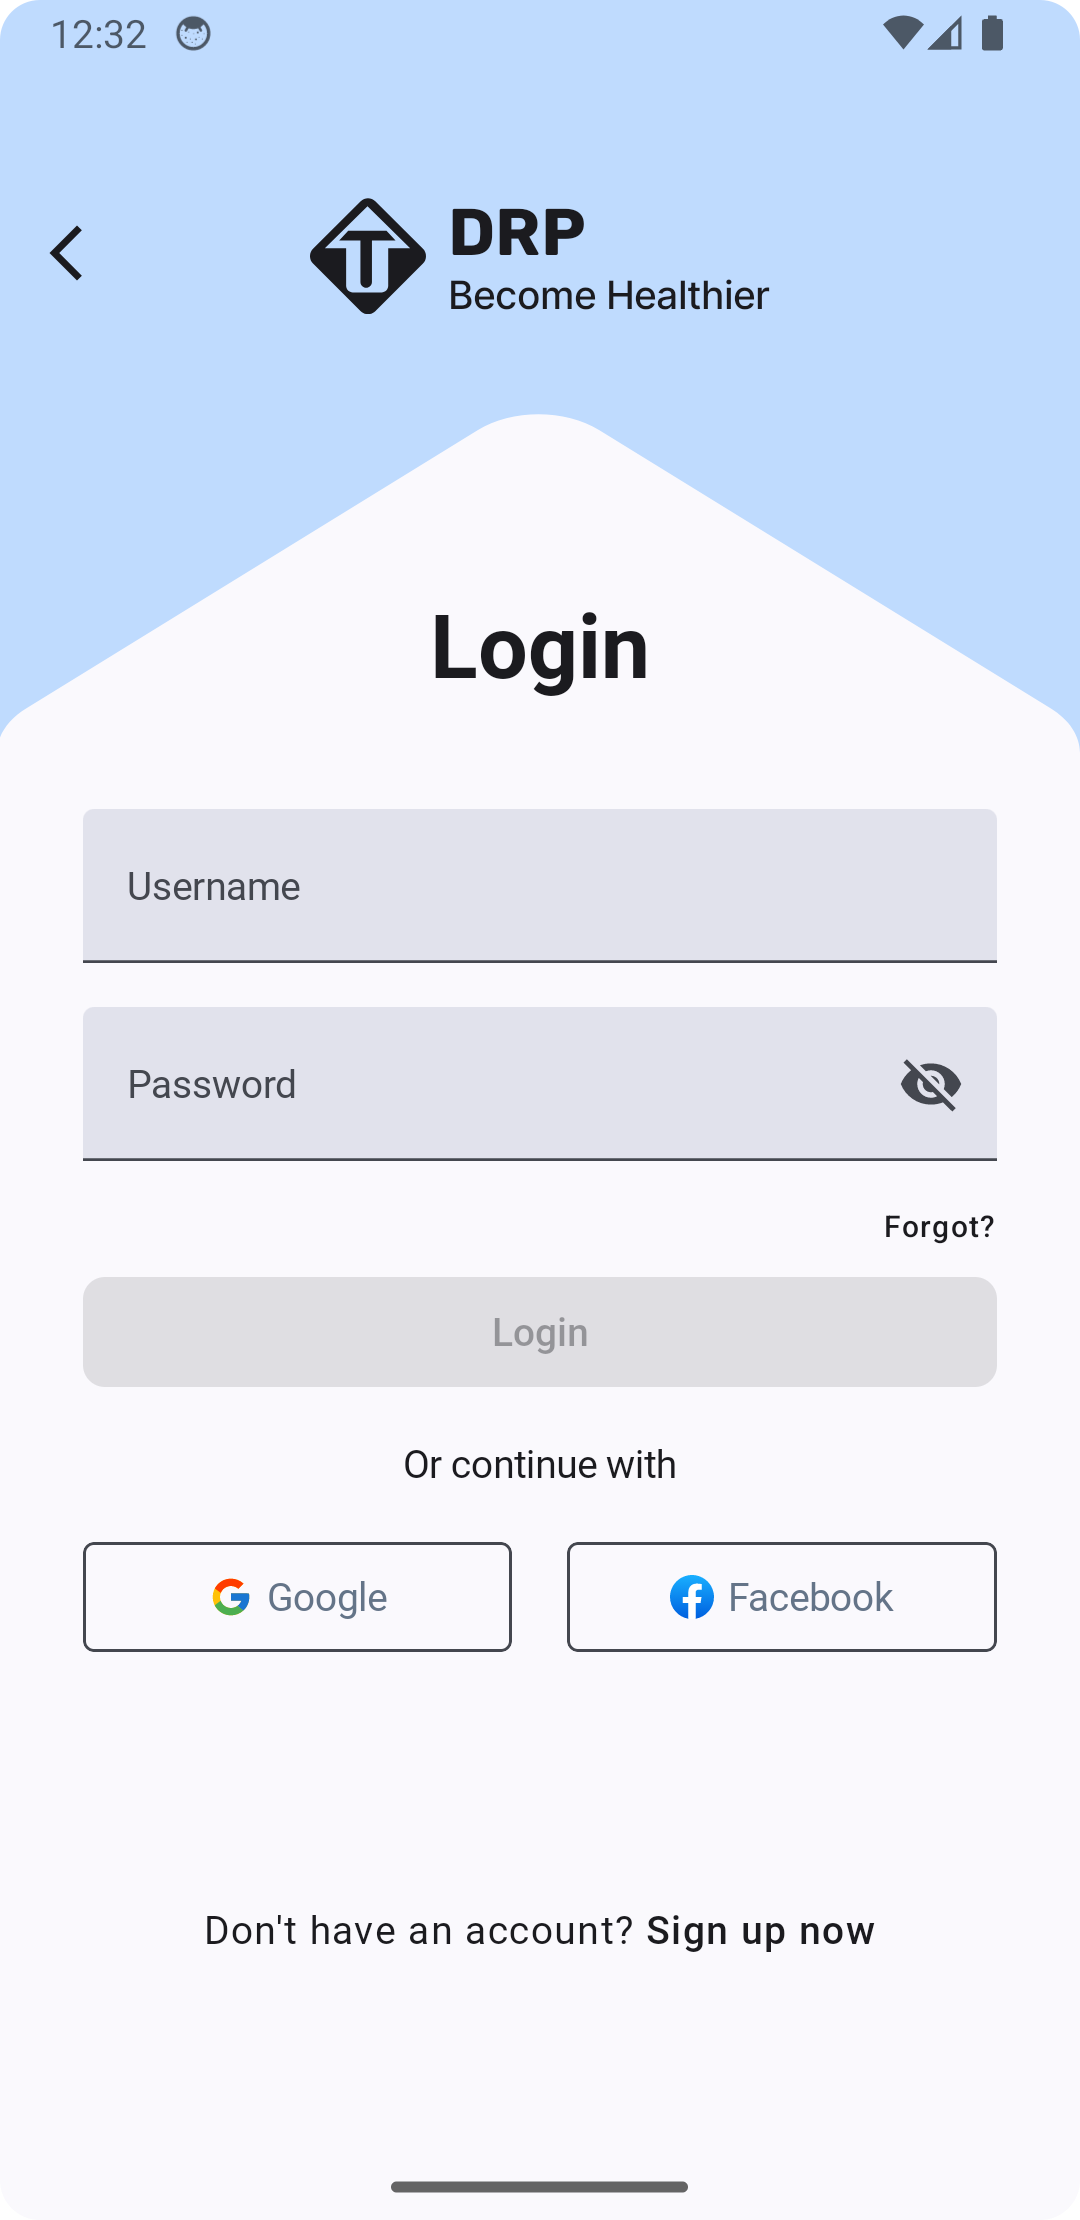 12:32
DRP
Become Healthier
Login
Username
Password
Forgot?
Login
Or continue with
Google
Facebook
Don't have an account? Sign up now